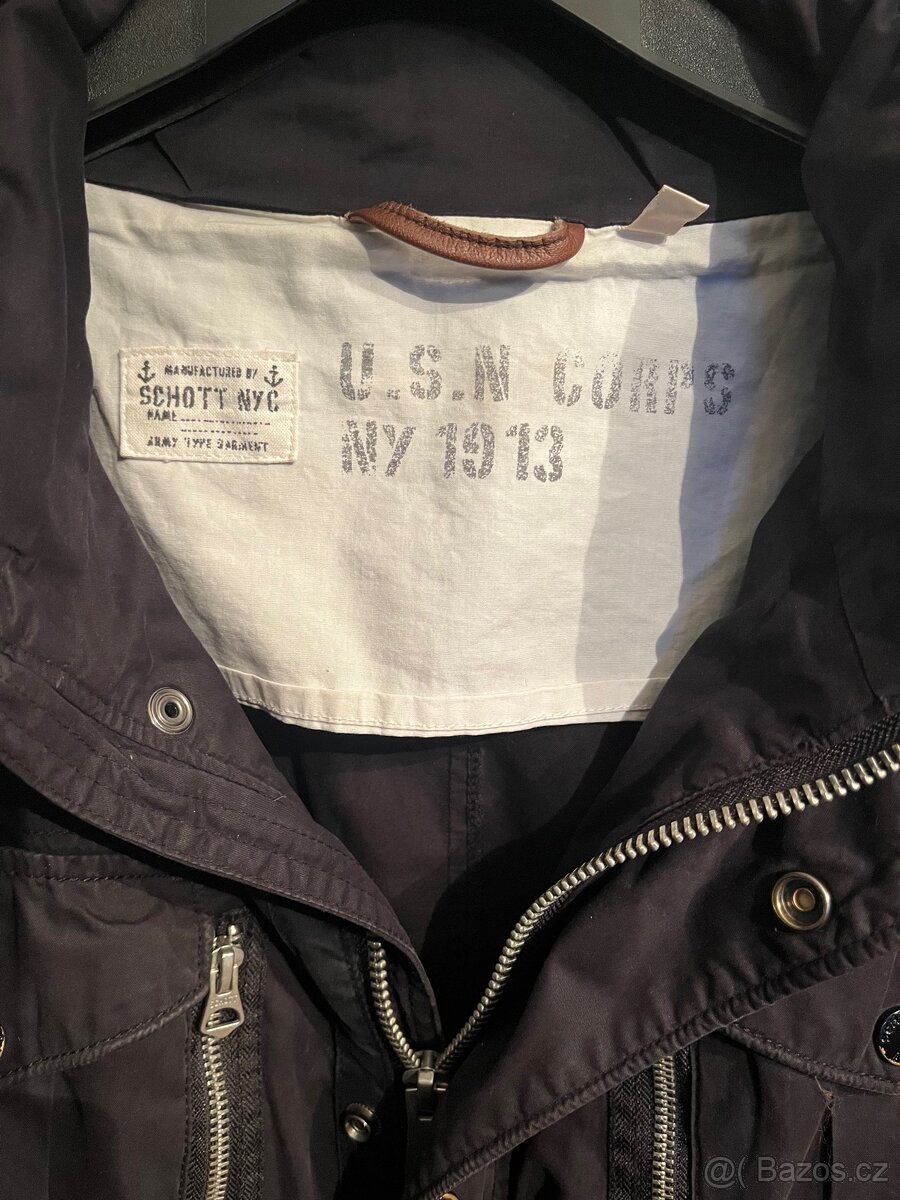 MANUFACTURED BY
SCHOTT NYC
NAME
ARMY TYPE GARMENT
U.S.N CORPS
NY 1913
@( Bazos.cz